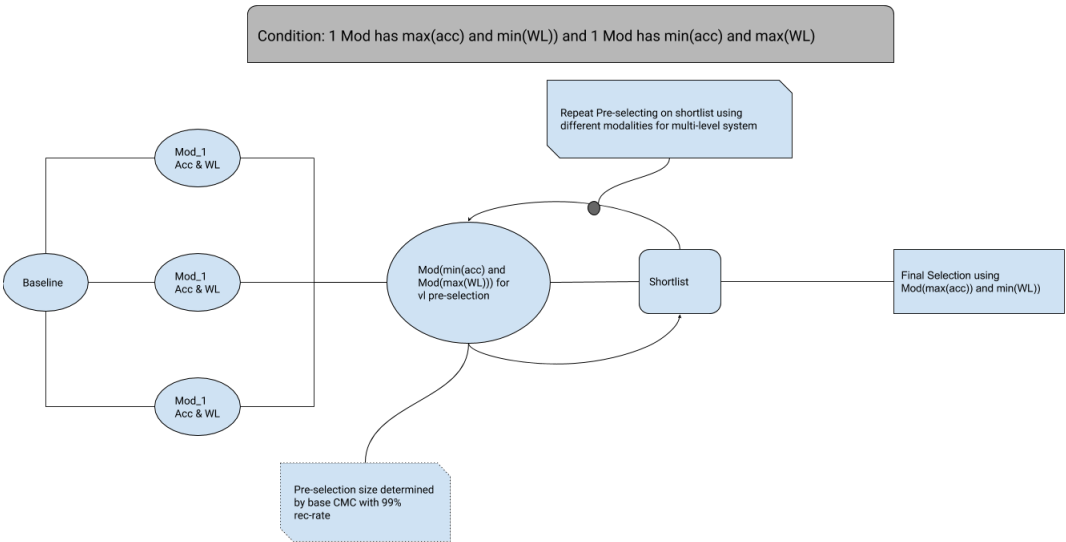 Condition: 1 Mod has max(acc) and min(WL)) and 1 Mod has min(acc) and max(WL)
Repeat Pre-selecting on shortlist using
different modalities for multi-level system
Mod_1
Acc & WL
Baseline
Mod_1
Acc & WL
Mod_1
Acc & WL
Mod(min(acc) and
Mod(max(WL))) for
vl pre-selection
Shortlist
Final Selection using
Mod(max(acc)) and min(WL))
Pre-selection size determined
by base CMC with 99%
rec-rate